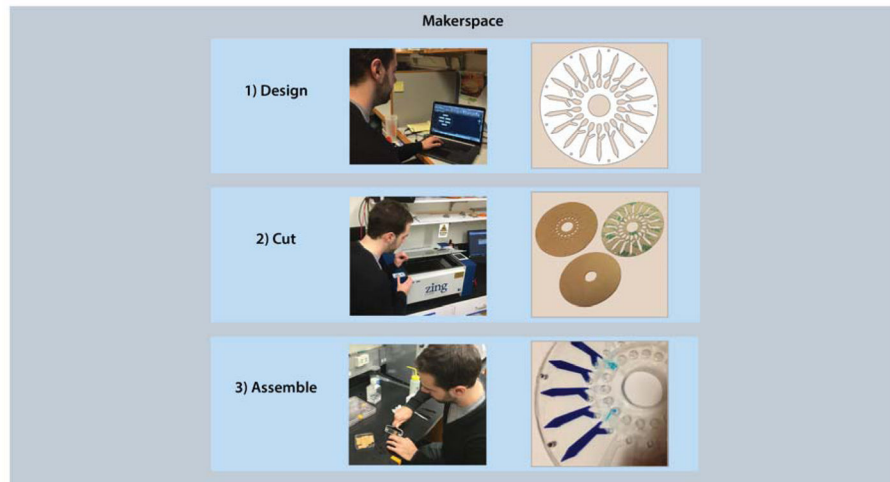 Makerspace
1) Design
2) Cut
zing
3) Assemble